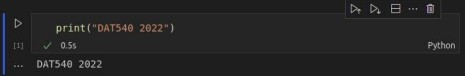 print("DAT540 2022")
[1] ✓ 0.5s Python
... DAT540 2022